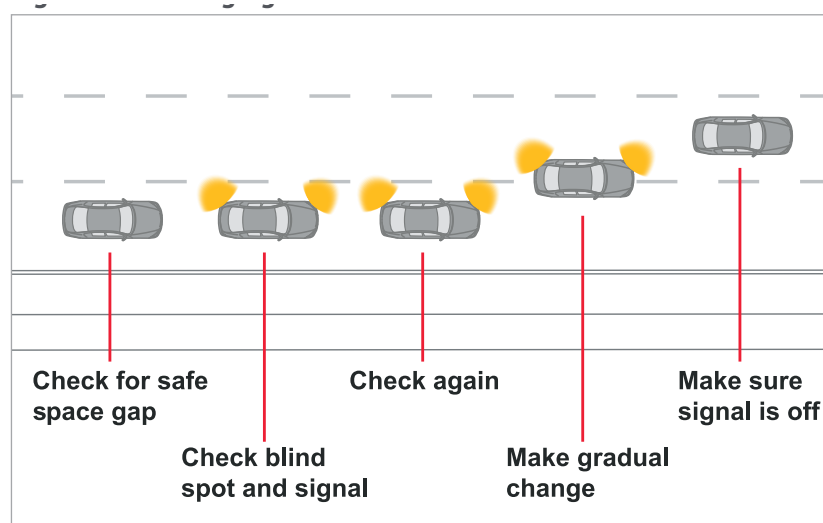 Check for safe
space gap
Check blind
spot and signal
Check again
Make gradual
change
Make sure
signal is off